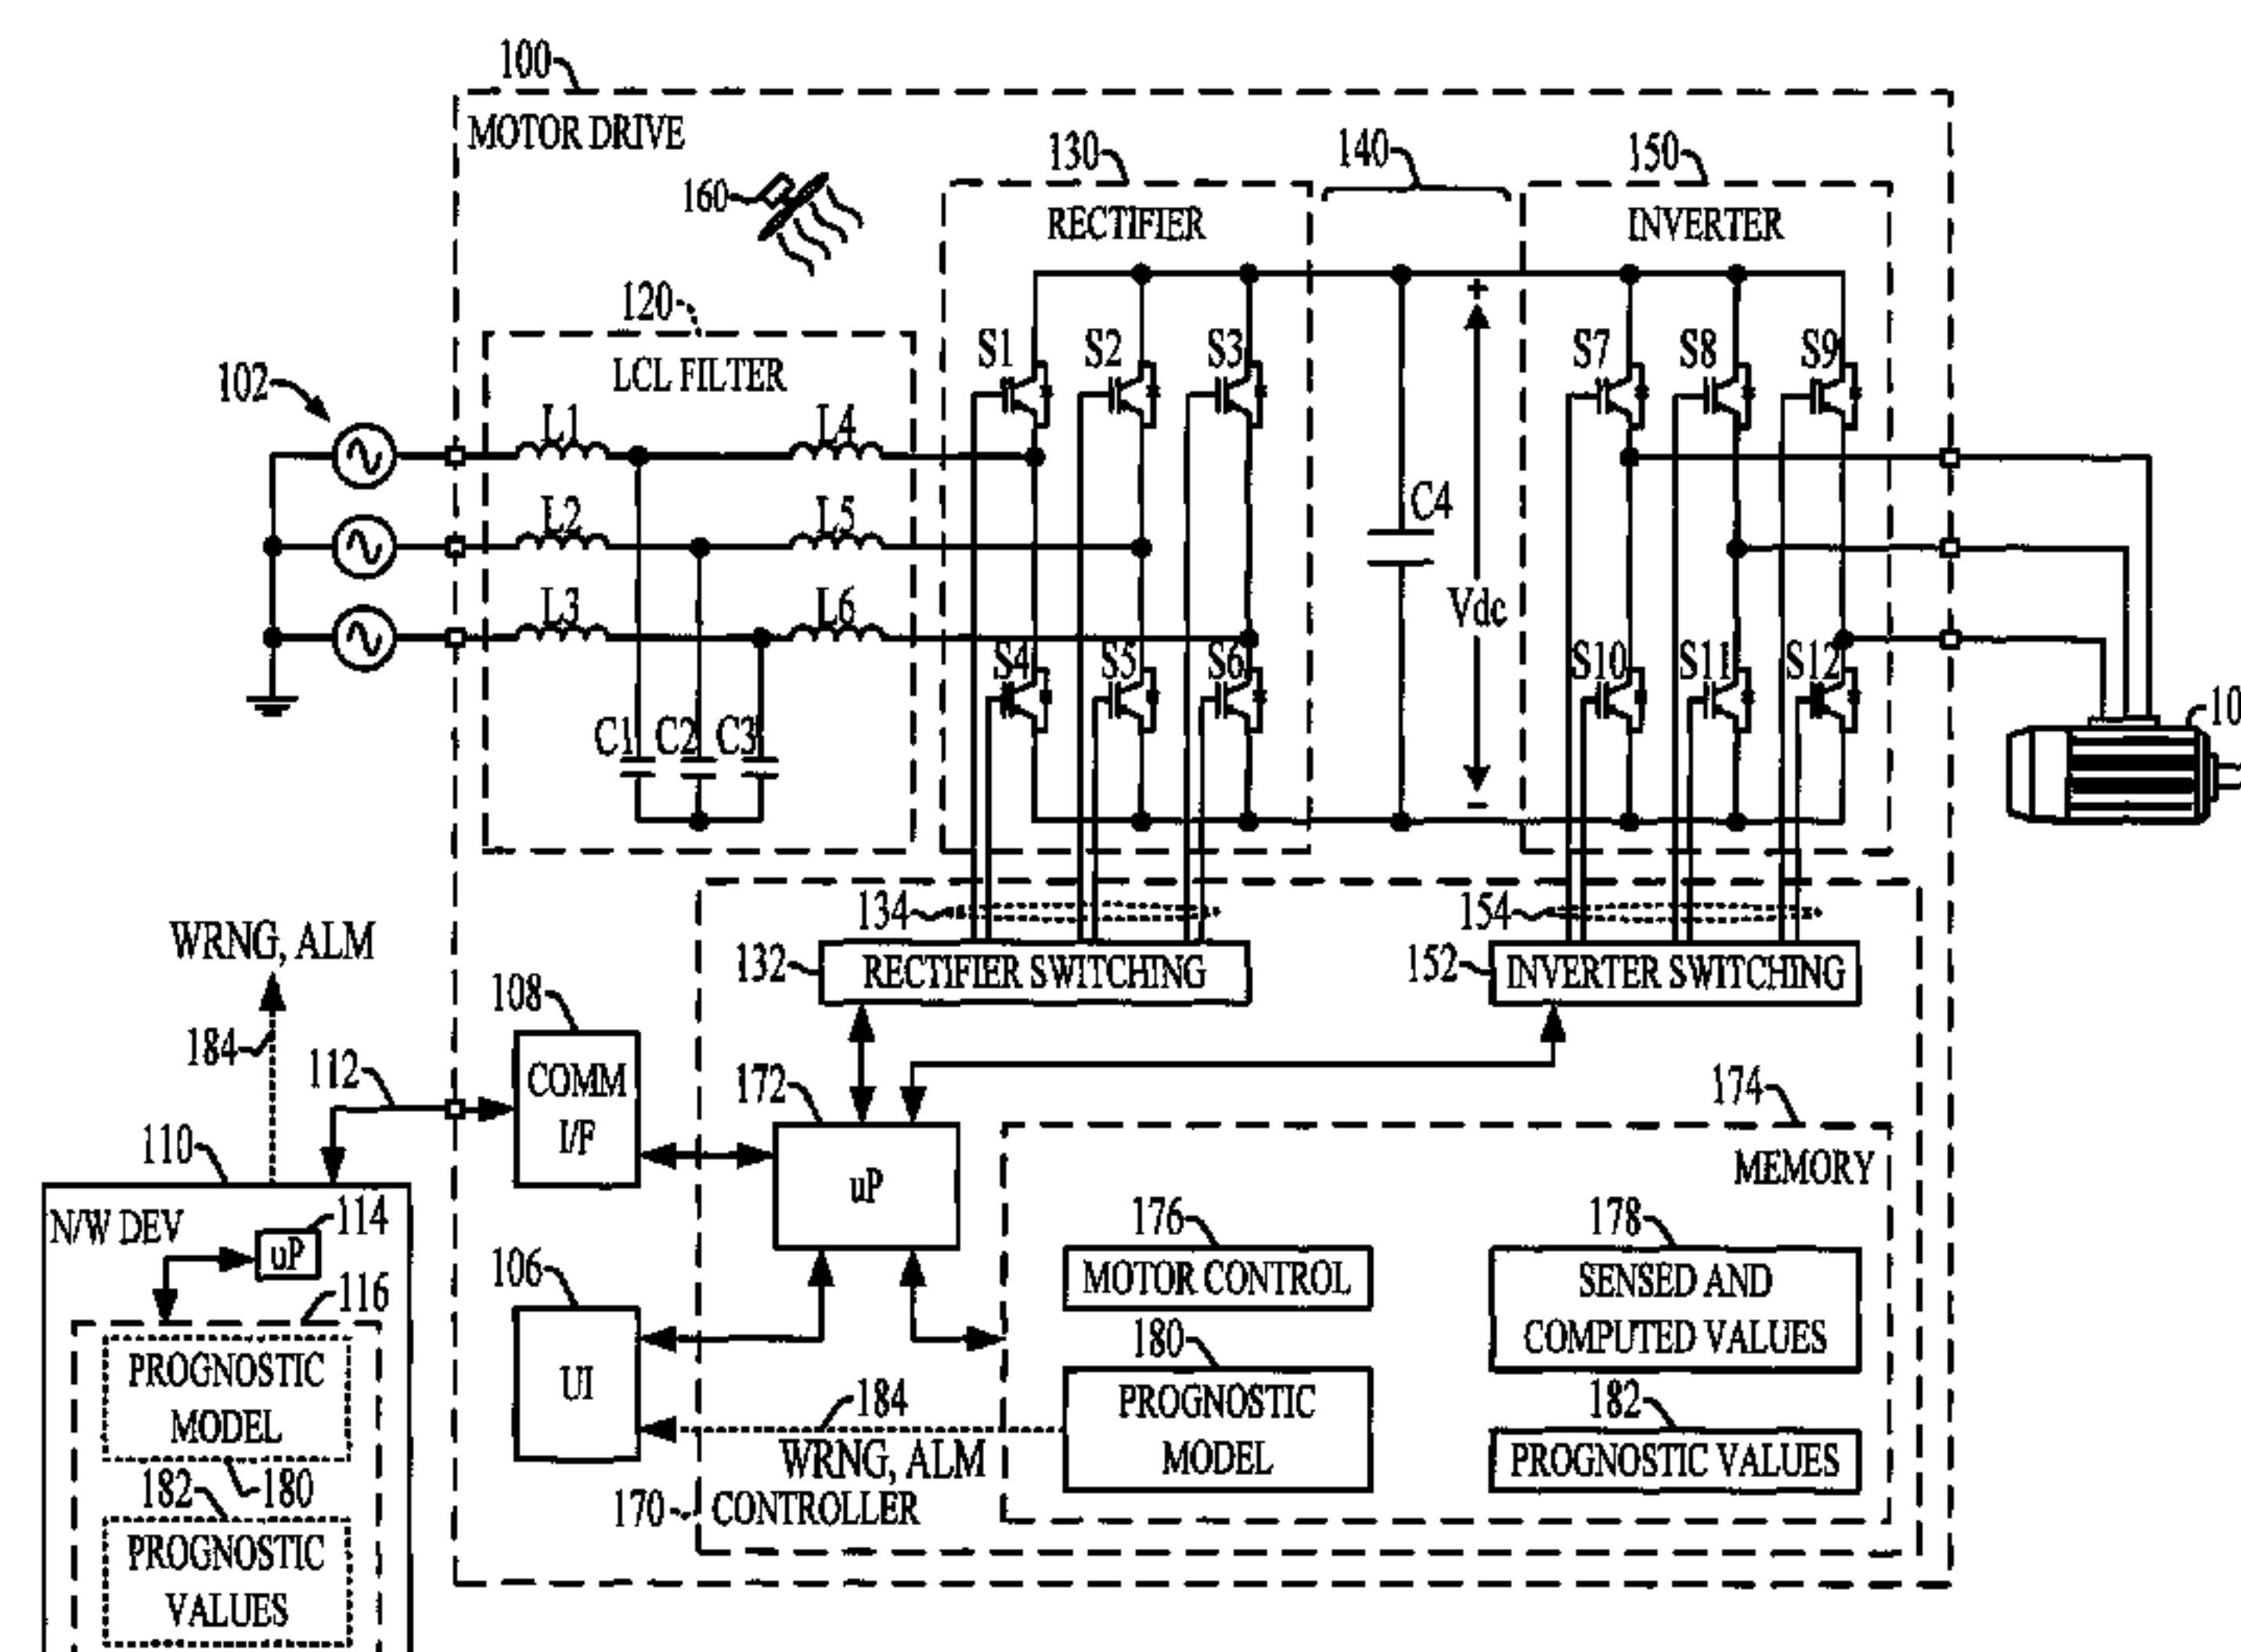 100
MOTOR DRIVE
160
130
RECTIFIER
140
150
INVERTER
120
LCL FILTER
102
L1
L4
L2
L5
L3
L6
C1 C2 C3
S1 S2 S3
S4 S5 S6
+
C4
Vdc
-
S7 S8 S9
S10 S11 S12
134
132
RECTIFIER SWITCHING
154
152
INVERTER SWITCHING
WRNG, ALM
184
112
108
COMM
I/F
172
uP
174
MEMORY
110
N/W DEV
114
uP
116
PROGNOSTIC
MODEL
182
180
PROGNOSTIC
VALUES
106
UI
176
MOTOR CONTROL
178
SENSED AND
COMPUTED VALUES
180
PROGNOSTIC
MODEL
182
PROGNOSTIC VALUES
184
WRNG, ALM
170
CONTROLLER